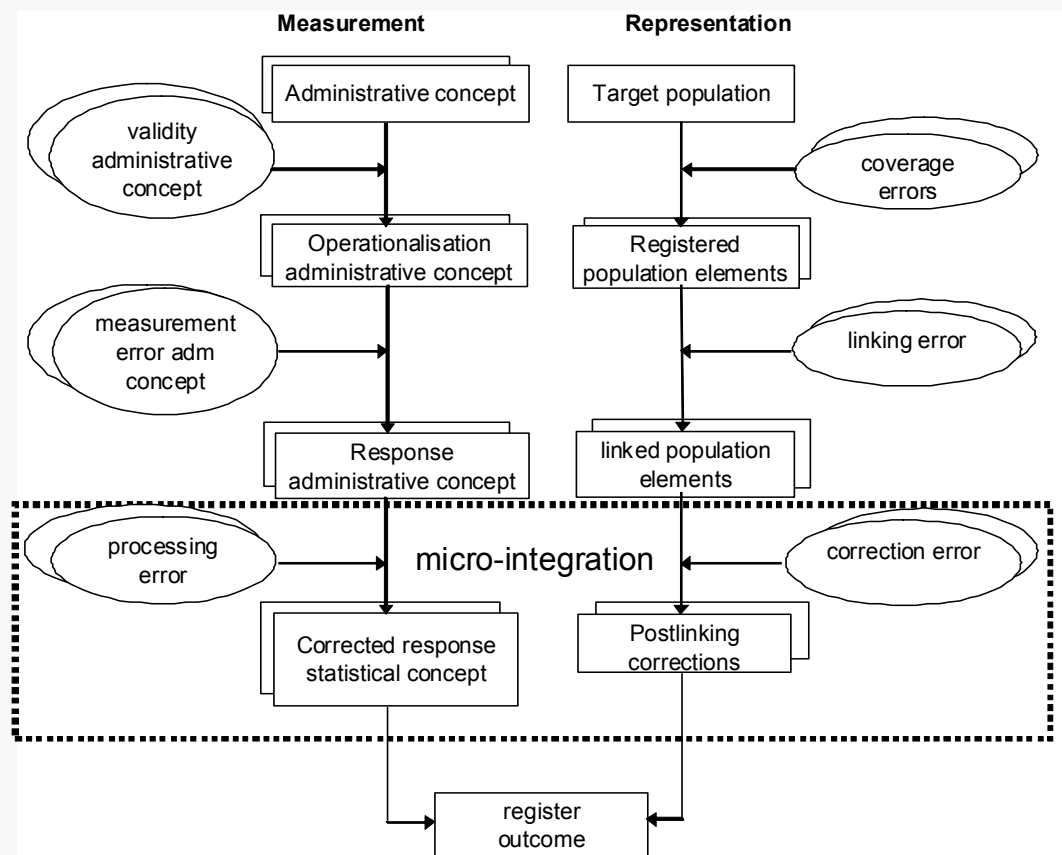 Measurement
Representation
Administrative concept
Target population
validity
administrative
concept
coverage
errors
Operationalisation
administrative concept
Registered
population elements
measurement
error adm
concept
linking error
Response
administrative concept
linked population
elements
processing
error
micro-integration
correction error
Corrected response
statistical concept
Postlinking
corrections
register
outcome